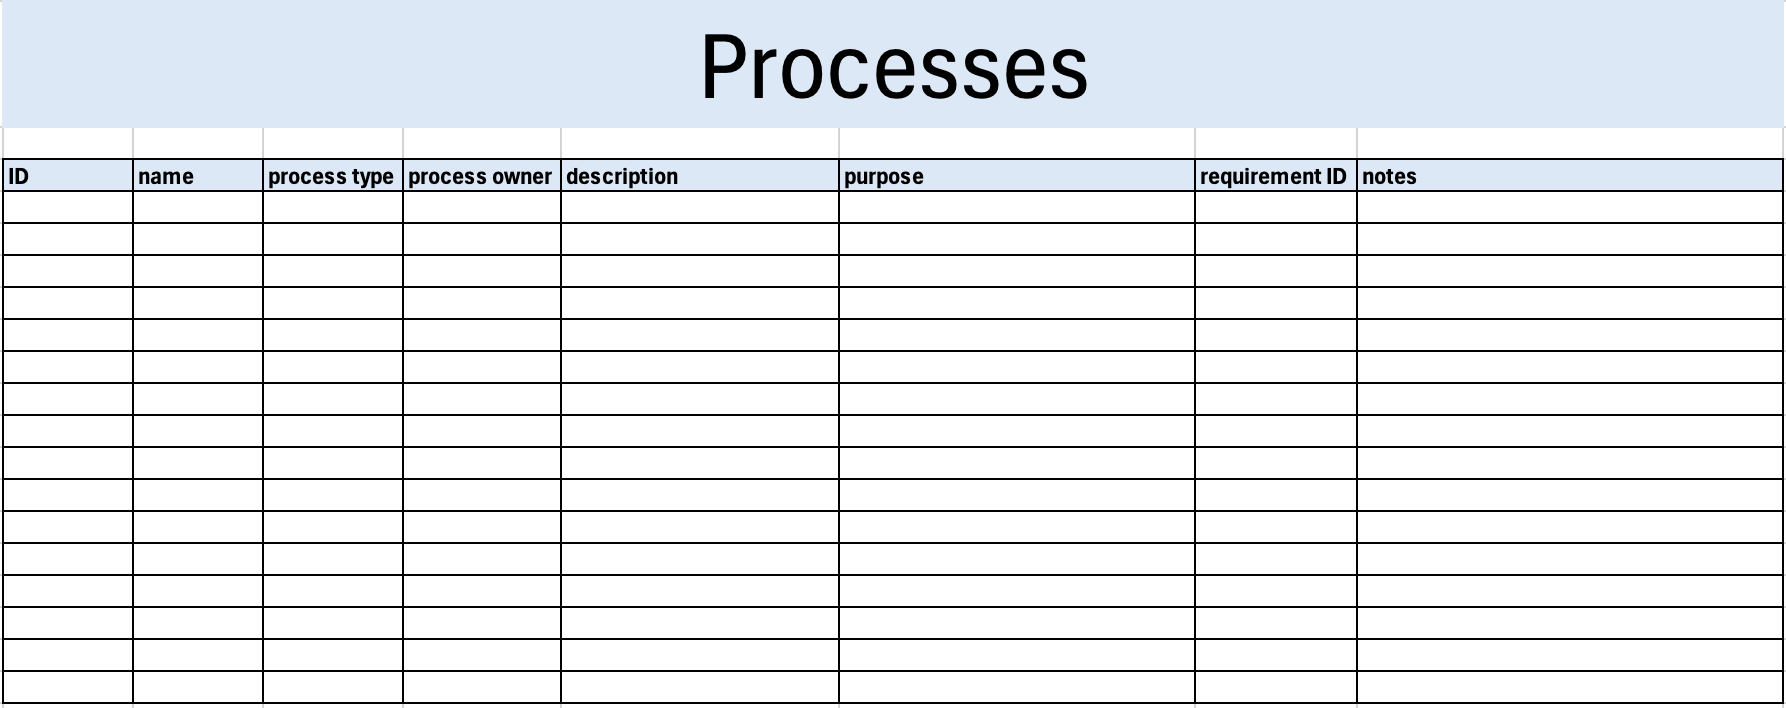 Processes
ID name process type process owner description purpose requirement ID notes